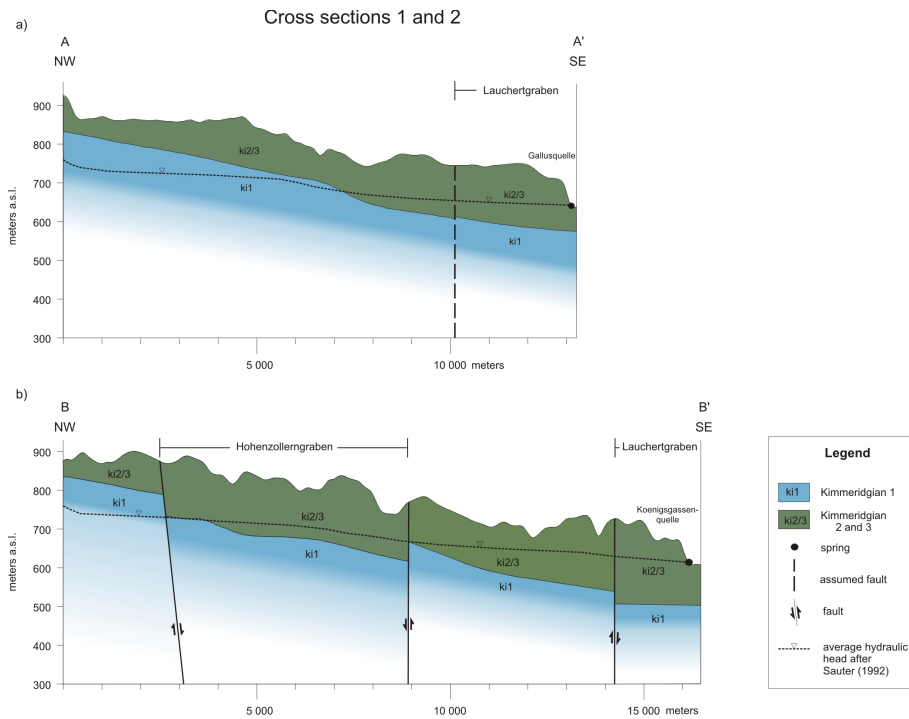 Cross sections 1 and 2
a)
A
A'
NW
SE
Lauchertgraben
900
800
700
600
500
400
300
meters a.s.l.
ki2/3
ki1
Gallusquelle
ki2/3
ki1
5 000
10 000 meters
b)
B
B'
NW
SE
Hohenzollerngraben
Lauchertgraben
900
800
700
600
500
400
300
meters a.s.l.
ki2/3
ki1
ki2/3
ki1
ki2/3
ki1
Koenigsgassen-
quelle
ki2/3
ki1
5 000
10 000
15 000 meters
Legend
ki1 Kimmeridgian 1
ki2/3 Kimmeridgian
2 and 3
spring
assumed fault
fault
average hydraulic
head after
Sauter (1992)